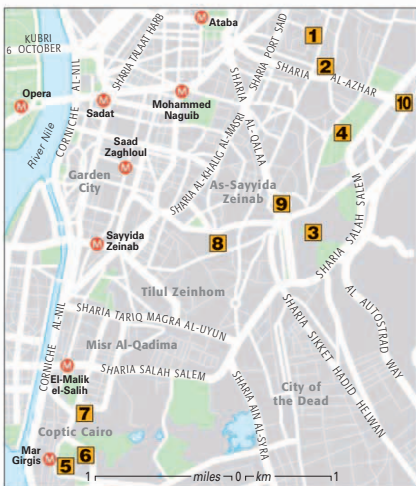 KUBRI
6 OCTOBER
Ataba
1
2
SHARIA TALAAT HARB
SHARIA PORT SAID
SHARIA AL-AZHAR
Opera
CORNICHE AL-NIL
Sadat
Mohammed
Naguib
10
River Nile
4
Saad
Zaghloul
SHARIA AL-KHALIG AL-MASRI
SHARIA AL-QALAA
Garden
City
As-Sayyida
Zeinab
9
SHARIA SALAH SALEM
Sayyida
Zeinab
8
3
Tilul Zeinhom
AL AUTOSTRAD WAY
CORNICHE AL-NIL
SHARIA TARIQ MAGRA AL-UYUN
SHARIA SIKKET HADID HELWAN
Misr Al-Qadima
El-Malik
el-Salih
SHARIA SALAH SALEM
SHARIA AIN AL-SYRA
City of
the Dead
7
Coptic Cairo
Mar
Girgis
5
6
1 miles 0 km 1